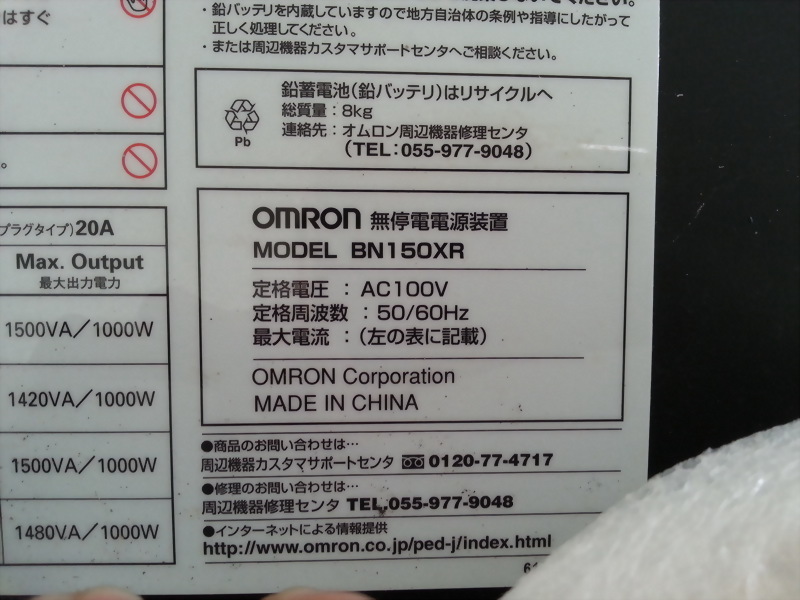 はすぐ
・鉛バッテリを内蔵していますので地方自治体の条例や指導にしたがって
正しく処理してください。
・または周辺機器カスタマサポートセンタへご相談ください。
鉛蓄電池(鉛バッテリ)はリサイクルへ
総質量：8kg
連絡先：オムロン周辺機器修理センタ
(TEL：055-977-9048)
Pb
。
プラグタイプ) 20A
Max. Output
最大出力電力
1500VA／1000W
1420VA／1000W
1500VA／1000W
1480VA／1000W
OMRON 無停電電源装置
MODEL BN150XR
定格電圧 ： AC100V
定格周波数 ： 50/60Hz
最大電流 ：(左の表に記載)
OMRON Corporation
MADE IN CHINA
●商品のお問い合わせは…
周辺機器カスタマサポートセンタ 0120-77-4717
●修理のお問い合わせは…
周辺機器修理センタ TEL.055-977-9048
●インターネットによる情報提供
http://www.omron.co.jp/ped-j/index.html